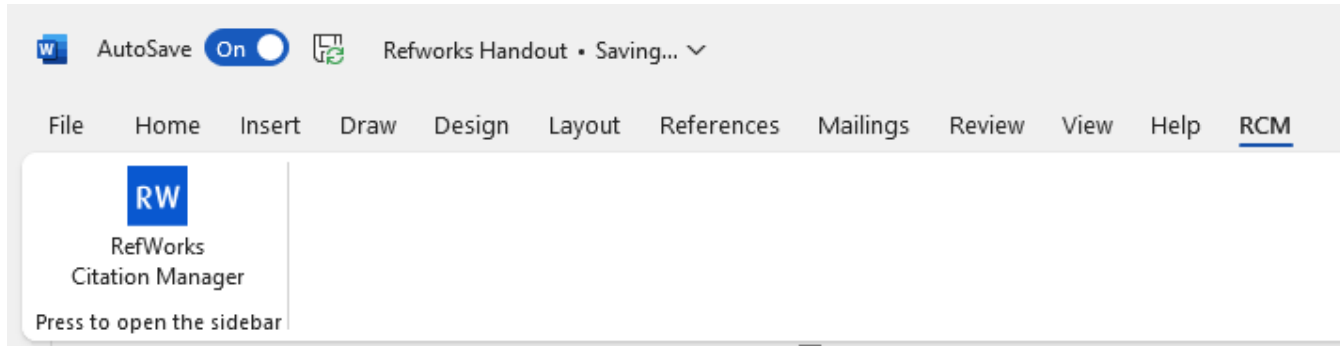 W AutoSave On Refworks Handout • Saving...
File Home Insert Draw Design Layout References Mailings Review View Help RCM
RW
RefWorks
Citation Manager
Press to open the sidebar